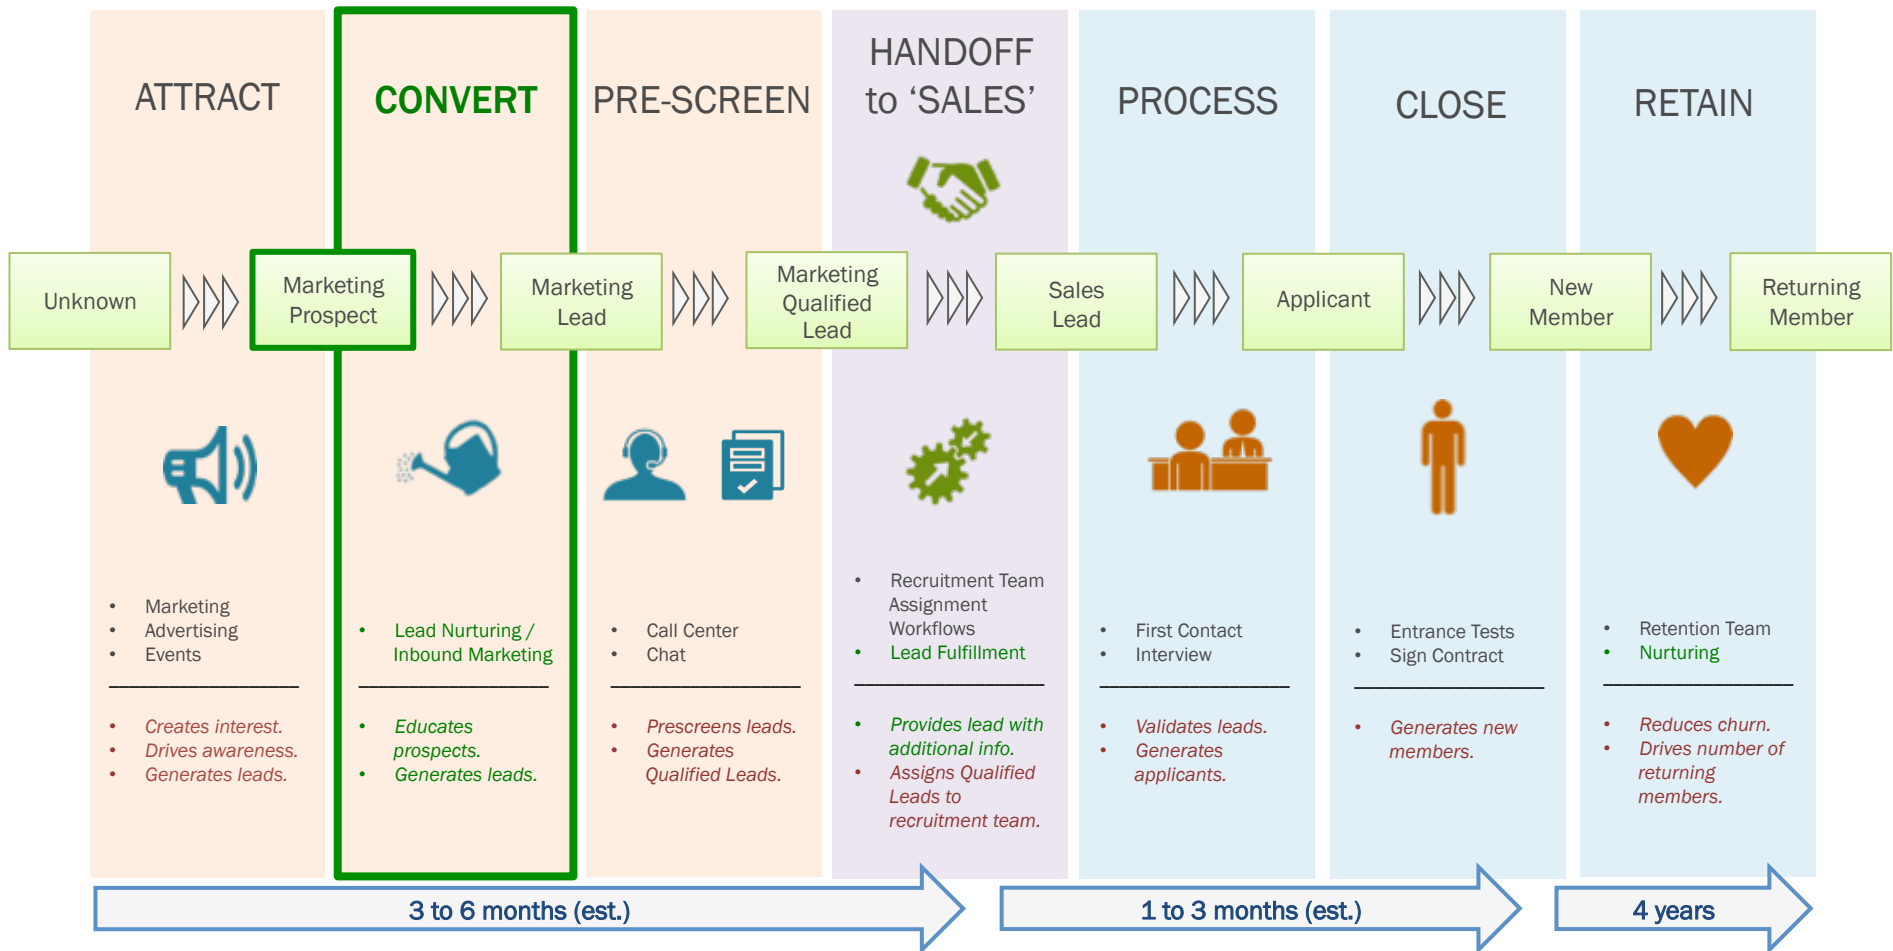 ATTRACT
CONVERT
PRE-SCREEN
HANDOFF
to ‘SALES’
PROCESS
CLOSE
RETAIN
Unknown
Marketing
Prospect
Marketing
Lead
Marketing
Qualified
Lead
Sales
Lead
Applicant
New
Member
Returning
Member
• Marketing
• Advertising
• Events
• Creates interest.
• Drives awareness.
• Generates leads.
• Lead Nurturing /
Inbound Marketing
• Educates
prospects.
• Generates leads.
• Call Center
• Chat
• Prescreens leads.
• Generates
Qualified Leads.
• Recruitment Team
Assignment
Workflows
• Lead Fulfillment
• Provides lead with
additional info.
• Assigns Qualified
Leads to
recruitment team.
• First Contact
• Interview
• Validates leads.
• Generates
applicants.
• Entrance Tests
• Sign Contract
• Generates new
members.
• Retention Team
• Nurturing
• Reduces churn.
• Drives number of
returning
members.
3 to 6 months (est.)
1 to 3 months (est.)
4 years